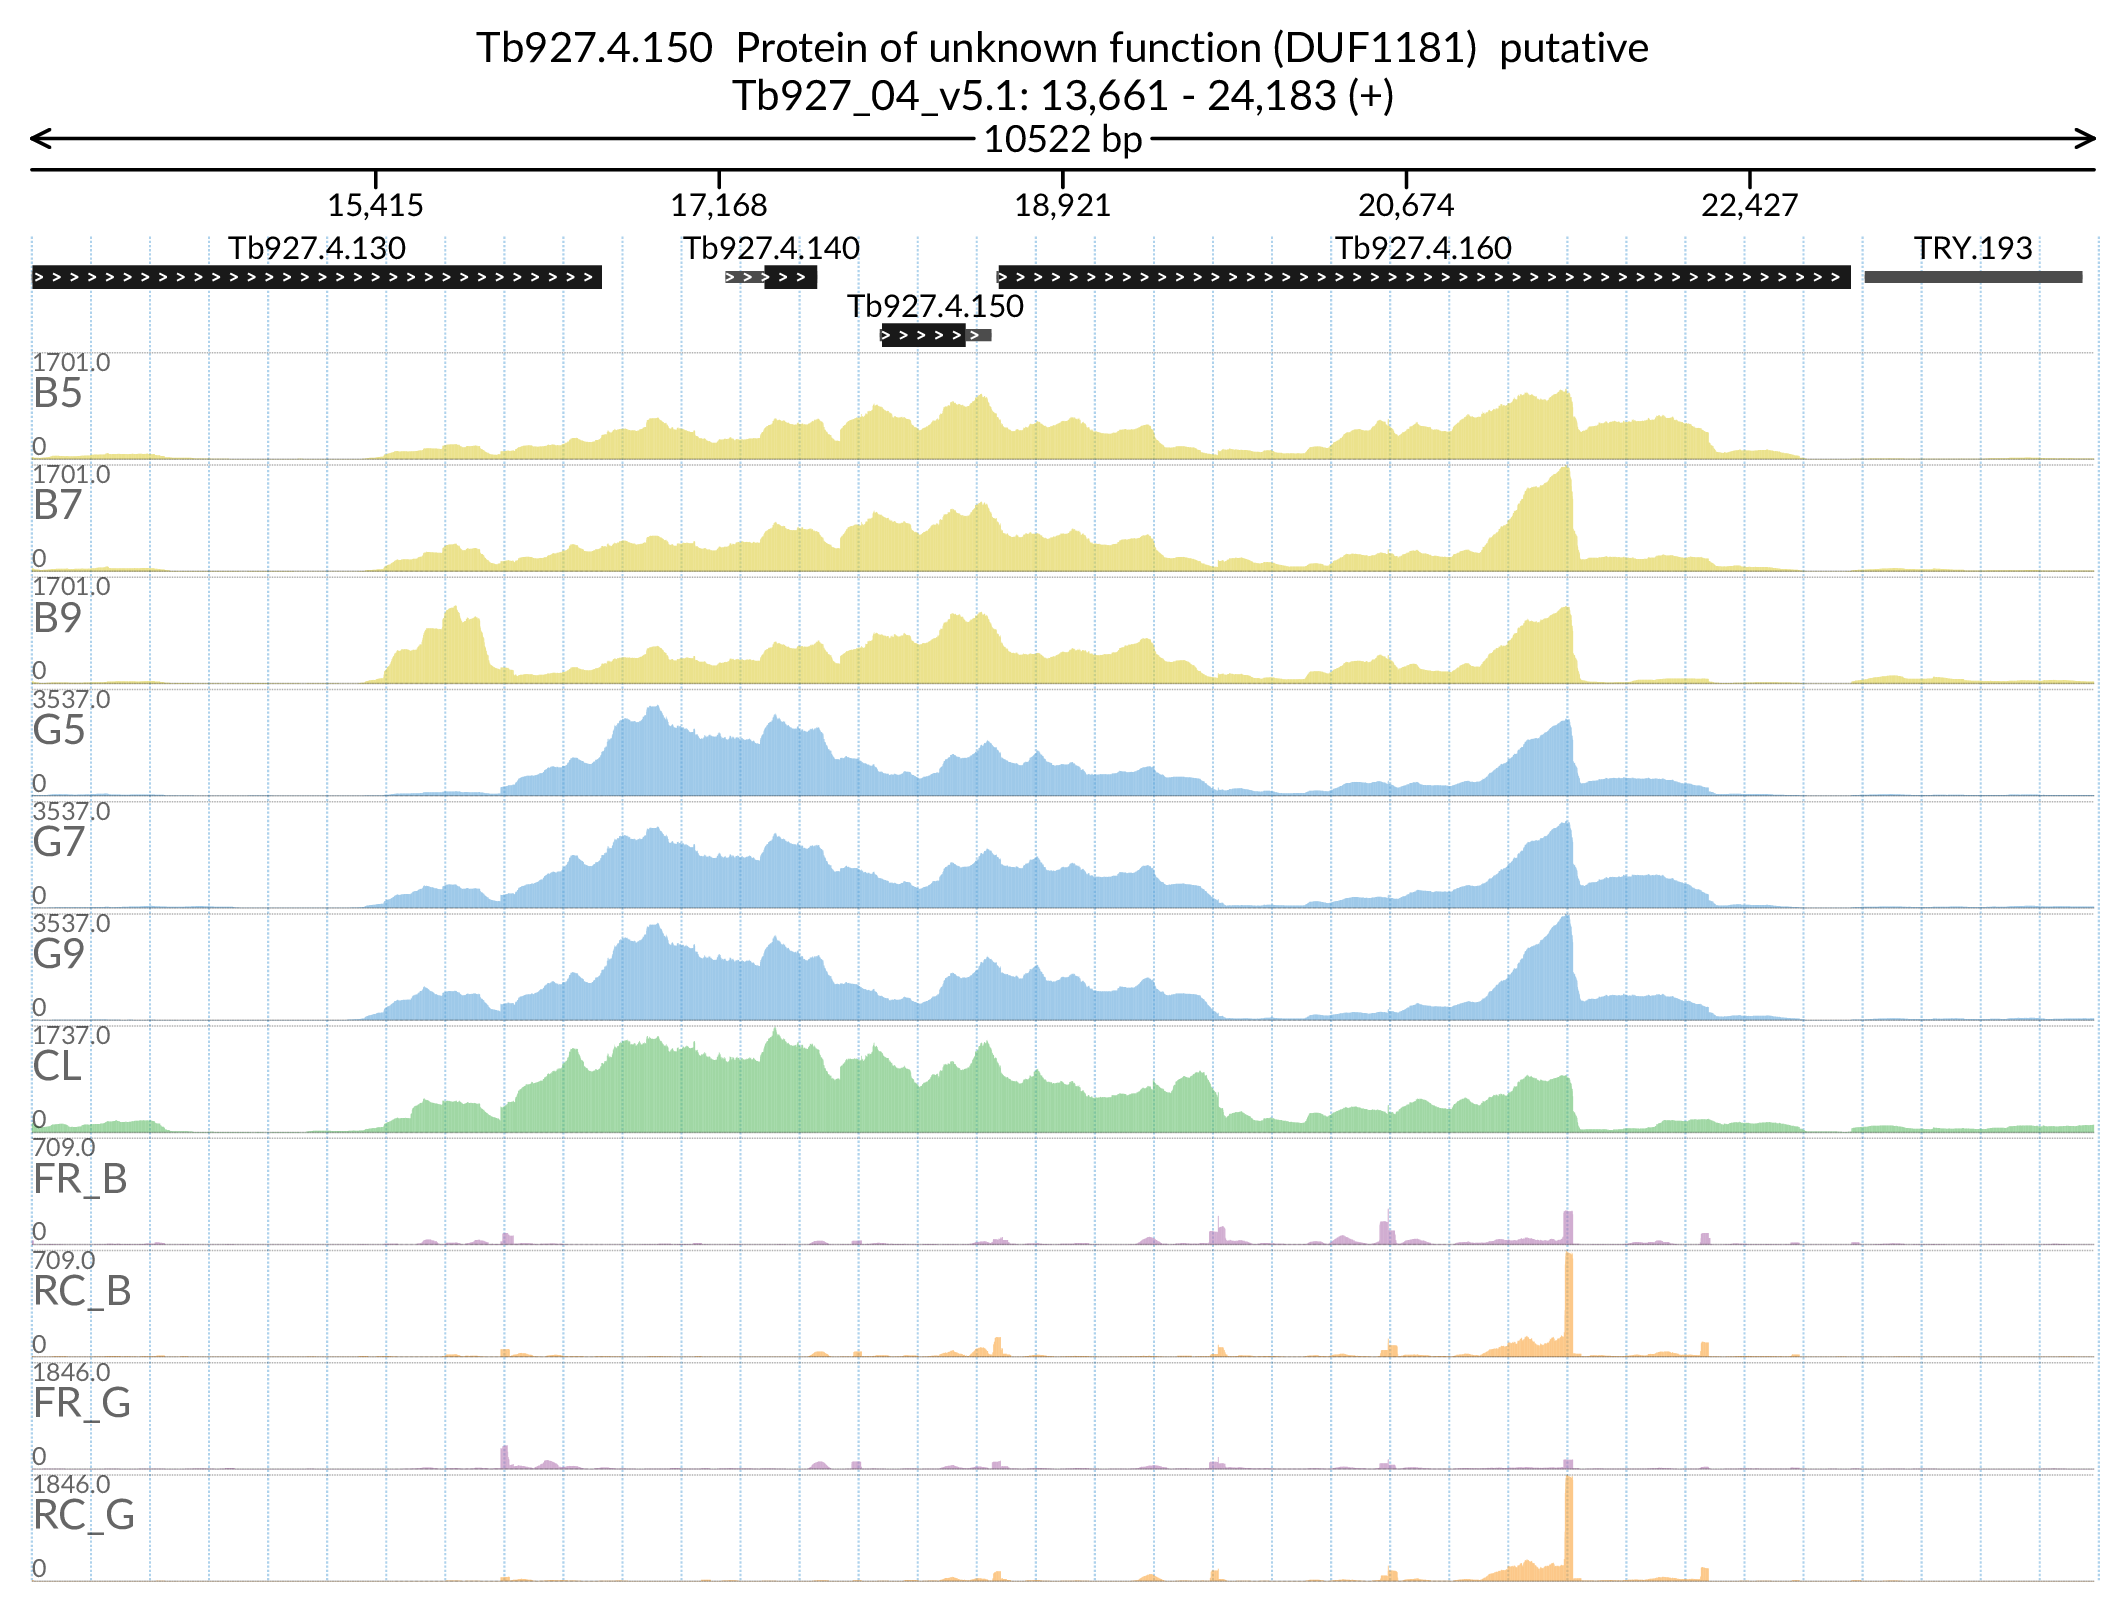 Tb927.4.150  Protein of unknown function (DUF1181)  putative
Tb927_04_v5.1: 13,661 - 24,183 (+)
10522 bp
15,415 17,168 18,921 20,674 22,427
Tb927.4.130 Tb927.4.140 Tb927.4.160 TRY.193
Tb927.4.150
1701.0
B5
0
1701.0
B7
0
1701.0
B9
0
3537.0
G5
0
3537.0
G7
0
3537.0
G9
0
1737.0
CL
0
709.0
FR_B
0
709.0
RC_B
0
1846.0
FR_G
0
1846.0
RC_G
0